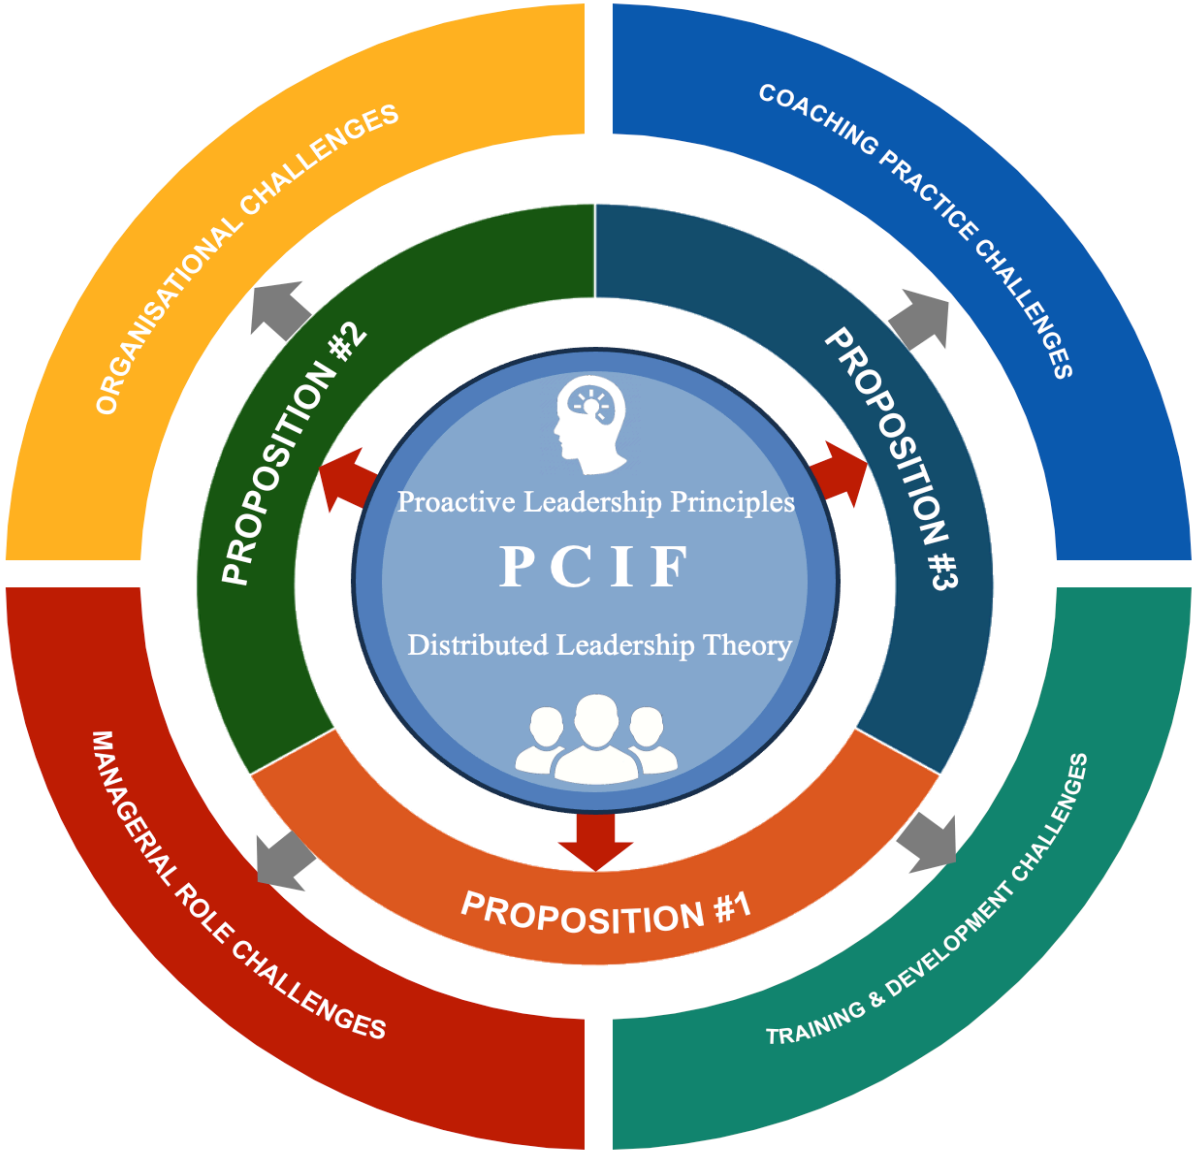 ORGANISATIONAL CHALLENGES
COACHING PRACTICE CHALLENGES
PROPOSITION #2
PROPOSITION #3
Proactive Leadership Principles
P C I F
Distributed Leadership Theory
PROPOSITION #1
MANAGERIAL ROLE CHALLENGES
TRAINING & DEVELOPMENT CHALLENGES